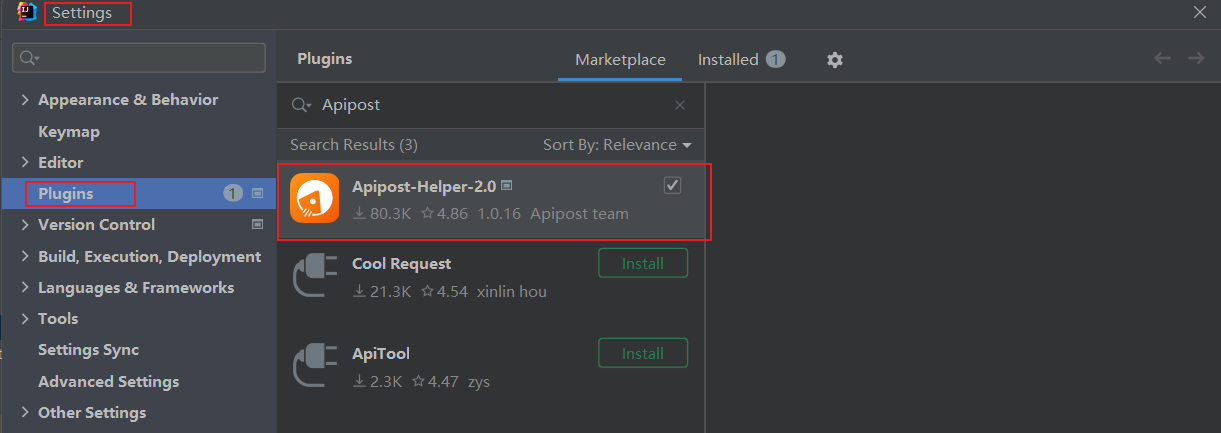 Settings
Plugins
Marketplace
Installed 1
Appearance & Behavior
Keymap
Editor
Plugins 1
Version Control
Build, Execution, Deployment
Languages & Frameworks
Tools
Settings Sync
Advanced Settings
Other Settings
Apipost
Search Results (3)
Sort By: Relevance
Apipost-Helper-2.0
80.3K 4.86 1.0.16 Apipost team
Cool Request
Install
21.3K 4.54 xinlin hou
ApiTool
Install
2.3K 4.47 zys